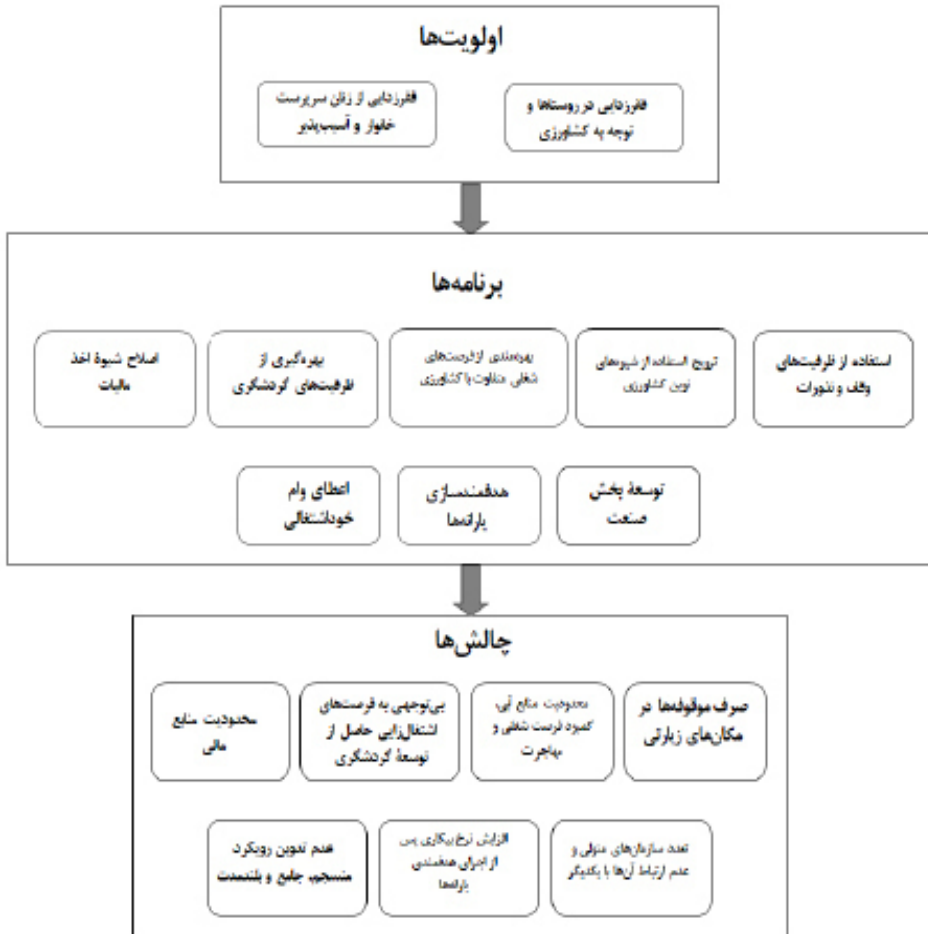 اولویت‌ها
فقرزدایی در روستاها و
توجه به کشاورزی
فقرزدایی از زنان سرپرست
خانوار و آسیب‌پذیر
برنامه‌ها
استفاده از ظرفیت‌های
وقف و نذورات
ترویج استفاده از شیوه‌های
نوین کشاورزی
بهره‌مندی از فرصت‌های
شغلی متفاوت با کشاورزی
بهره‌گیری از
ظرفیت‌های گردشگری
اصلاح شیوهٔ اخذ
مالیات
توسعهٔ بخش
صنعت
هدفمندسازی
یارانه‌ها
اعطای وام
خوداشتغالی
چالش‌ها
صرف موقوفه‌ها در
مکان‌های زیارتی
محدودیت منابع آبی،
کمبود فرصت شغلی و
مهاجرت
بی‌توجهی به فرصت‌های
اشتغال‌زایی حاصل از
توسعهٔ گردشگری
محدودیت منابع
مالی
تعدد سازمان‌های متولی و
عدم ارتباط آن‌ها با یکدیگر
افزایش نرخ بیکاری پس
از اجرای هدفمندی
یارانه‌ها
عدم تدوین رویکرد
منسجم، جامع و بلندمدت